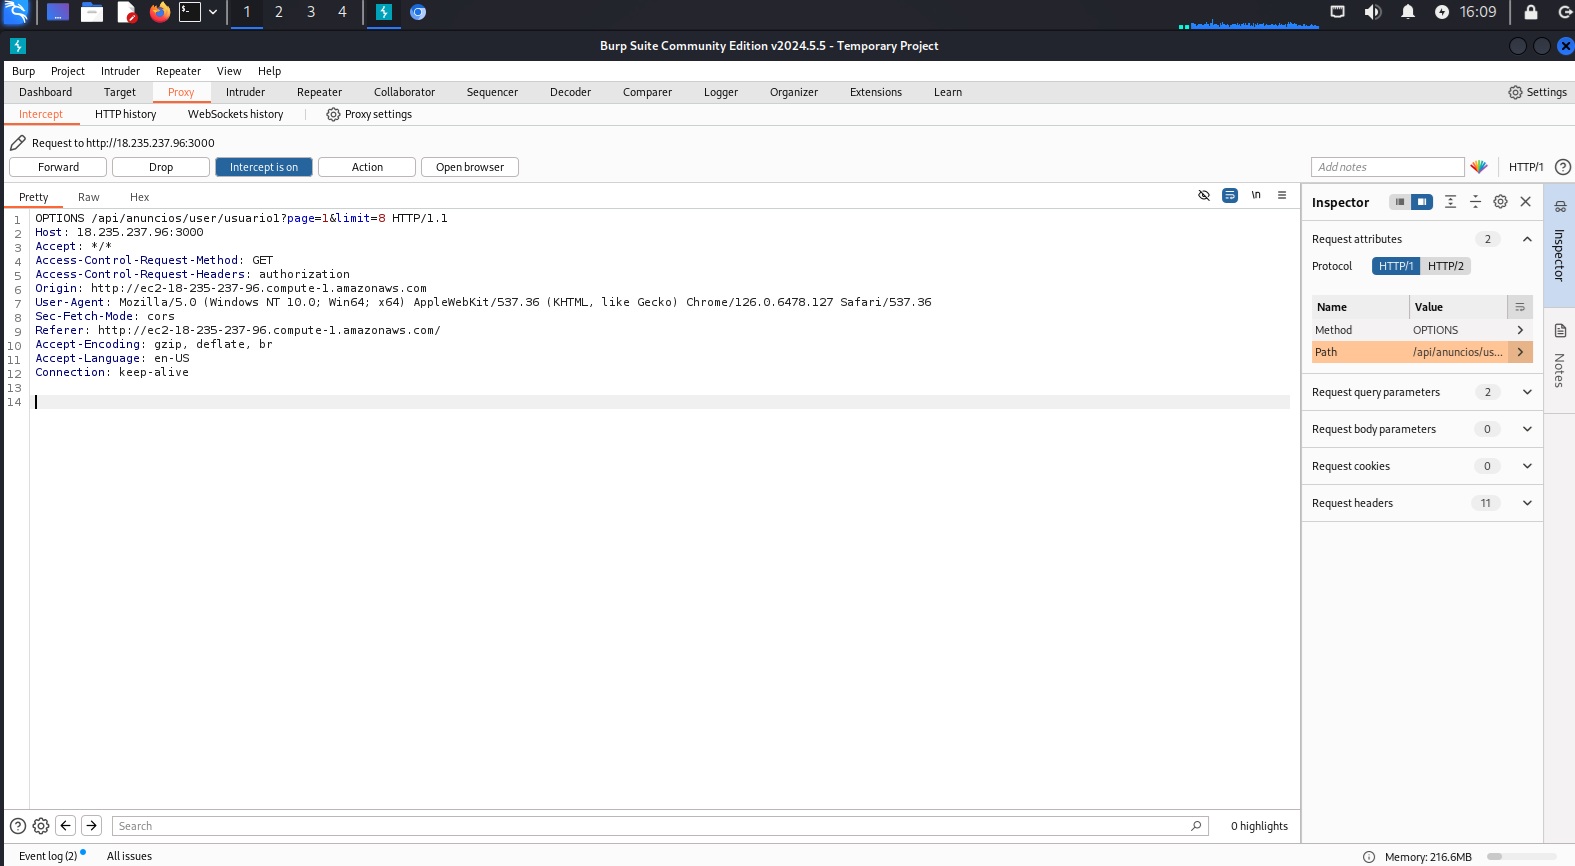 1 2 3 4 16:09
Burp Suite Community Edition v2024.5.5 - Temporary Project
Burp Project Intruder Repeater View Help
Dashboard Target Proxy Intruder Repeater Collaborator Sequencer Decoder Comparer Logger Organizer Extensions Learn Settings
Intercept HTTP history WebSockets history Proxy settings
Request to http://18.235.237.96:3000
Forward Drop Intercept is on Action Open browser Add notes HTTP/1
Pretty Raw Hex \n
1 OPTIONS /api/anuncios/user/usuario1?page=1&limit=8 HTTP/1.1
2 Host: 18.235.237.96:3000
3 Accept: */*
4 Access-Control-Request-Method: GET
5 Access-Control-Request-Headers: authorization
6 Origin: http://ec2-18-235-237-96.compute-1.amazonaws.com
7 User-Agent: Mozilla/5.0 (Windows NT 10.0; Win64; x64) AppleWebKit/537.36 (KHTML, like Gecko) Chrome/126.0.6478.127 Safari/537.36
8 Sec-Fetch-Mode: cors
9 Referer: http://ec2-18-235-237-96.compute-1.amazonaws.com/
10 Accept-Encoding: gzip, deflate, br
11 Accept-Language: en-US
12 Connection: keep-alive
13
14
Inspector
Request attributes 2
Protocol HTTP/1 HTTP/2
Name Value
Method OPTIONS
Path /api/anuncios/us...
Request query parameters 2
Request body parameters 0
Request cookies 0
Request headers 11
Inspector
Notes
Search 0 highlights
Event log (2) All issues Memory: 216.6MB